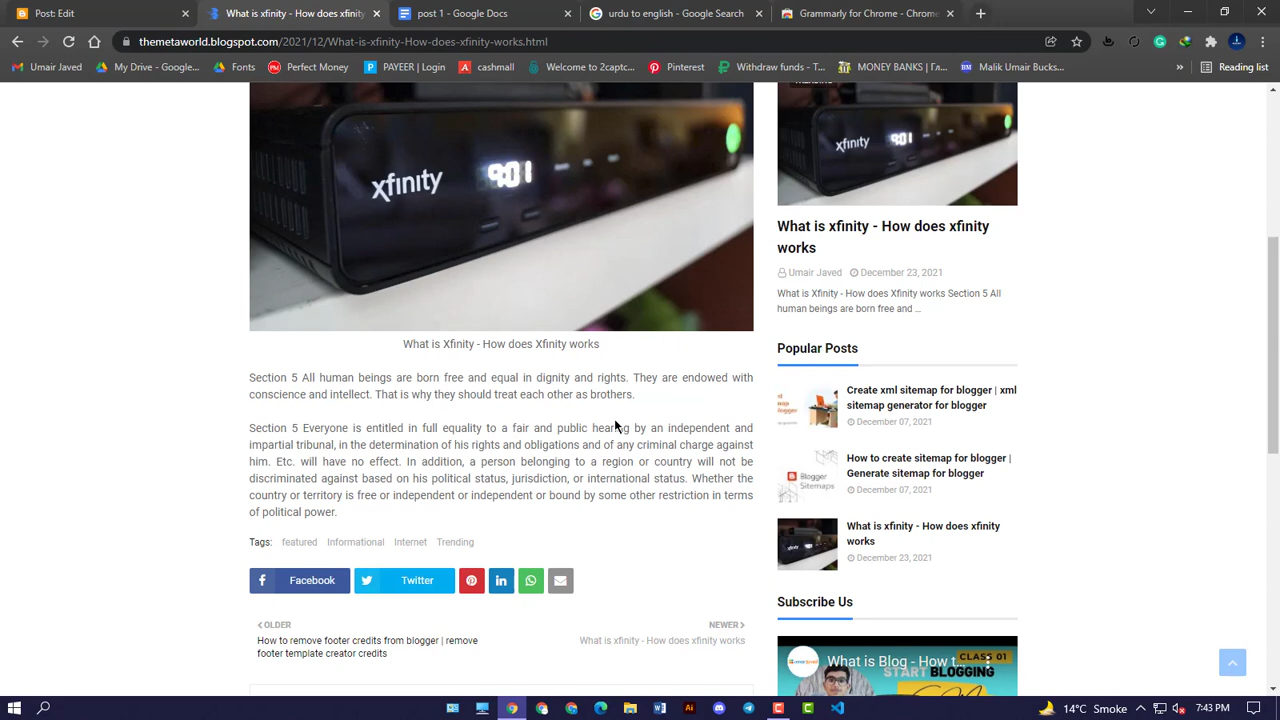 Post: Edit
What is xfinity - How does xfinity
post 1 - Google Docs
urdu to english - Google Search
Grammarly for Chrome - Chrome
themetaworld.blogspot.com/2021/12/What-is-xfinity-How-does-xfinity-works.html
Umair Javed
My Drive - Google...
Fonts
Perfect Money
PAYEER | Login
cashmall
Welcome to 2captc...
Pinterest
Withdraw funds - T...
MONEY BANKS | Гл...
Malik Umair Bucks...
»
Reading list
xfinity 9:01
xfinity 9:01
What is xfinity - How does xfinity
works
Umair Javed December 23, 2021
What is Xfinity - How does Xfinity works Section 5 All
human beings are born free and ...
What is Xfinity - How does Xfinity works
Section 5 All human beings are born free and equal in dignity and rights. They are endowed with
conscience and intellect. That is why they should treat each other as brothers.
Section 5 Everyone is entitled in full equality to a fair and public hearing by an independent and
impartial tribunal, in the determination of his rights and obligations and of any criminal charge against
him. Etc. will have no effect. In addition, a person belonging to a region or country will not be
discriminated against based on his political status, jurisdiction, or international status. Whether the
country or territory is free or independent or independent or bound by some other restriction in terms
of political power.
Tags: featured Informational Internet Trending
Facebook
Twitter
OLDER
How to remove footer credits from blogger | remove
footer template creator credits
NEWER
What is xfinity - How does xfinity works
Popular Posts
Create xml sitemap for blogger | xml
sitemap generator for blogger
December 07, 2021
How to create sitemap for blogger |
Generate sitemap for blogger
December 07, 2021
Blogger
Sitemaps
What is xfinity - How does xfinity
works
December 23, 2021
Subscribe Us
What is Blog - How t...
CLASS 01
START BLOGGING
14°C Smoke
7:43 PM